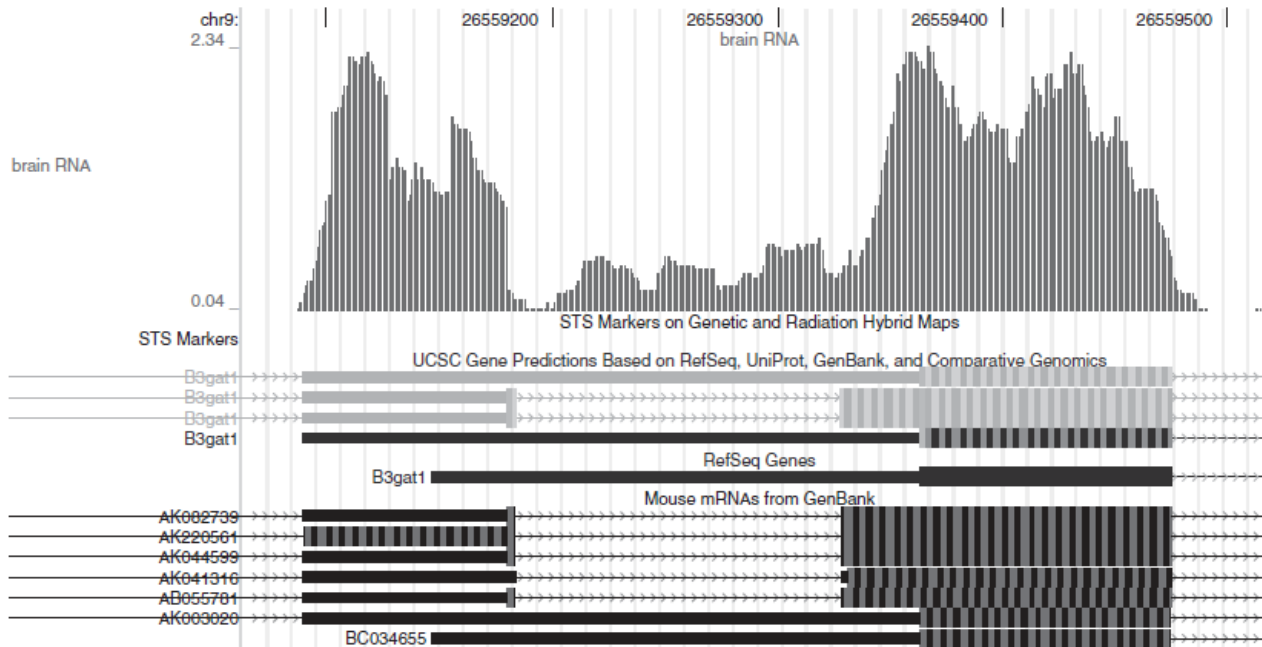 chr9: 26559200 26559300 26559400 26559500
2.34 brain RNA
brain RNA
0.04
STS Markers on Genetic and Radiation Hybrid Maps
STS Markers
UCSC Gene Predictions Based on RefSeq, UniProt, GenBank, and Comparative Genomics
B3gat1
B3gat1
B3gat1
B3gat1
RefSeq Genes
B3gat1
Mouse mRNAs from GenBank
AK082739
AK220561
AK044599
AK041316
AB055781
AK003020
BC034655